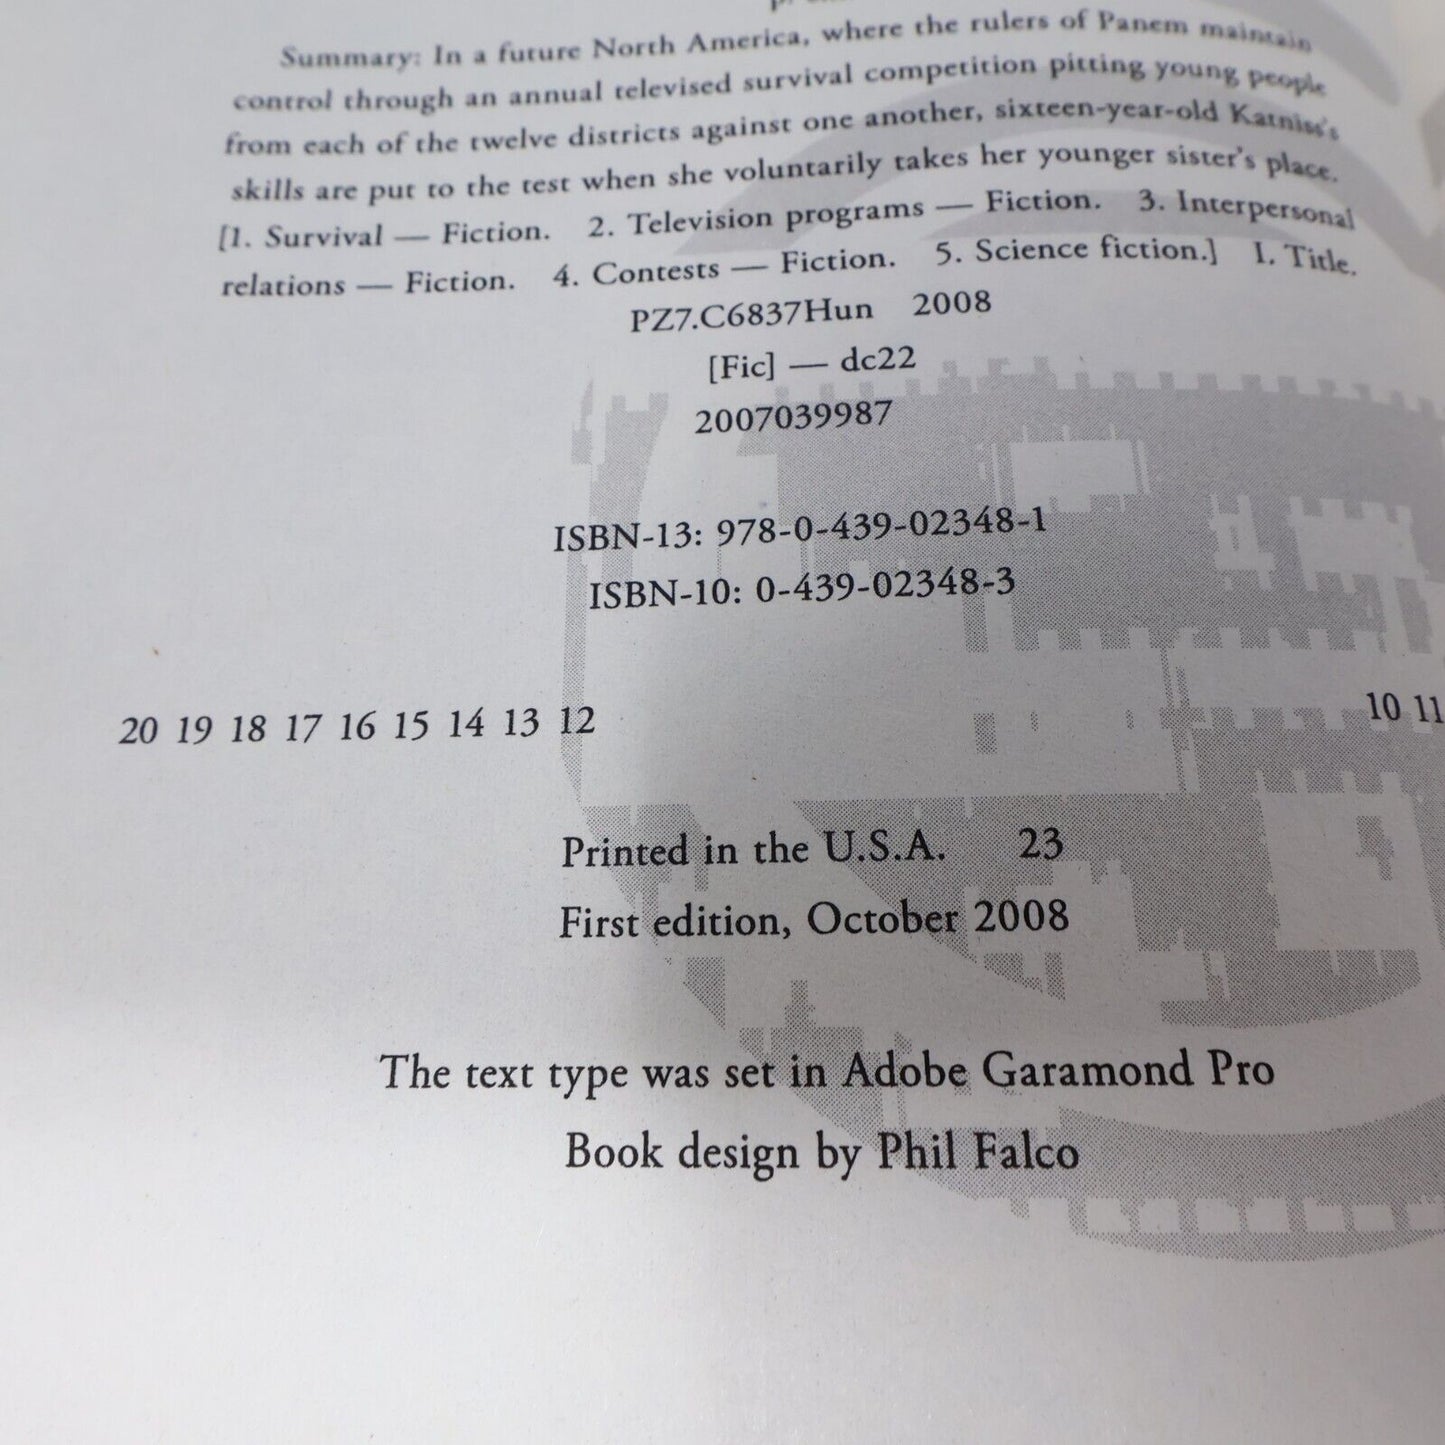 Summary: In a future North America, where the rulers of Panem maintain
control through an annual televised survival competition pitting young people
from each of the twelve districts against one another, sixteen-year-old Katniss's
skills are put to the test when she voluntarily takes her younger sister's place.
[1. Survival — Fiction. 2. Television programs — Fiction. 3. Interpersonal
relations — Fiction. 4. Contests — Fiction. 5. Science fiction.] I. Title.
PZ7.C6837Hun 2008
[Fic] — dc22
2007039987
ISBN-13: 978-0-439-02348-1
ISBN-10: 0-439-02348-3
20 19 18 17 16 15 14 13 12 10 11
Printed in the U.S.A. 23
First edition, October 2008
The text type was set in Adobe Garamond Pro
Book design by Phil Falco